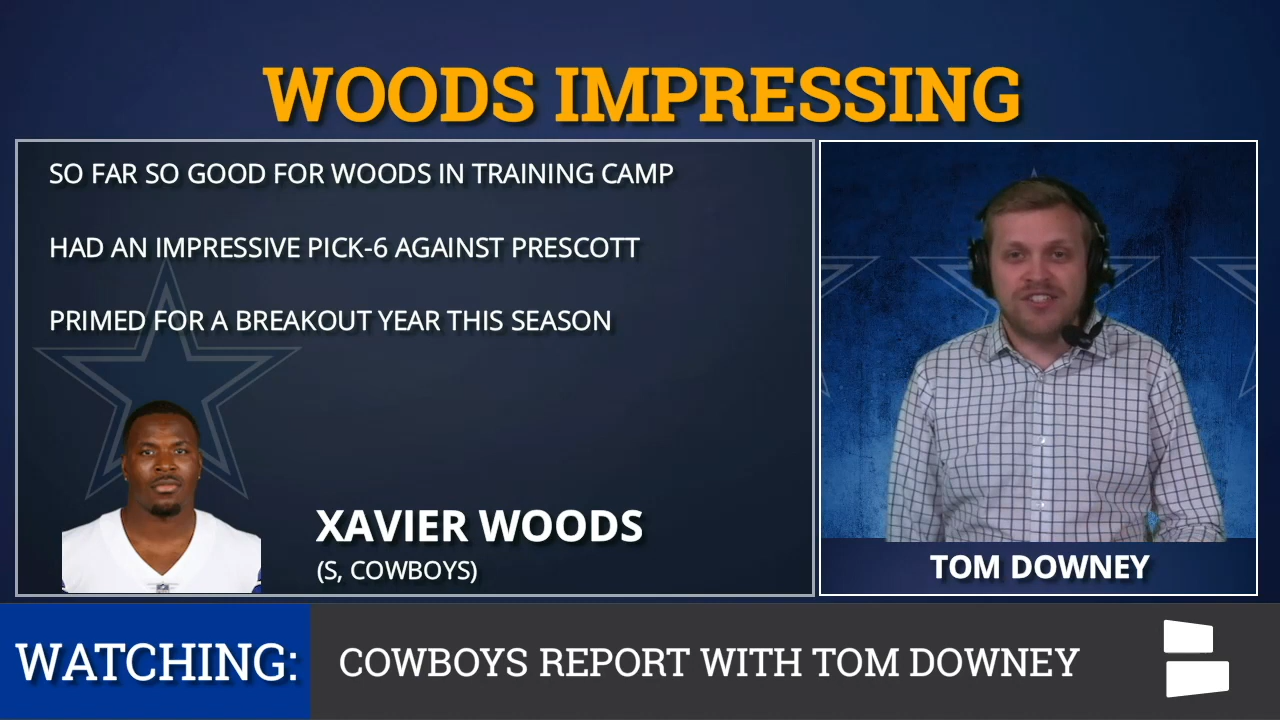 WOODS IMPRESSING
SO FAR SO GOOD FOR WOODS IN TRAINING CAMP
HAD AN IMPRESSIVE PICK-6 AGAINST PRESCOTT
PRIMED FOR A BREAKOUT YEAR THIS SEASON
XAVIER WOODS
(S, COWBOYS)
TOM DOWNEY
WATCHING:
COWBOYS REPORT WITH TOM DOWNEY